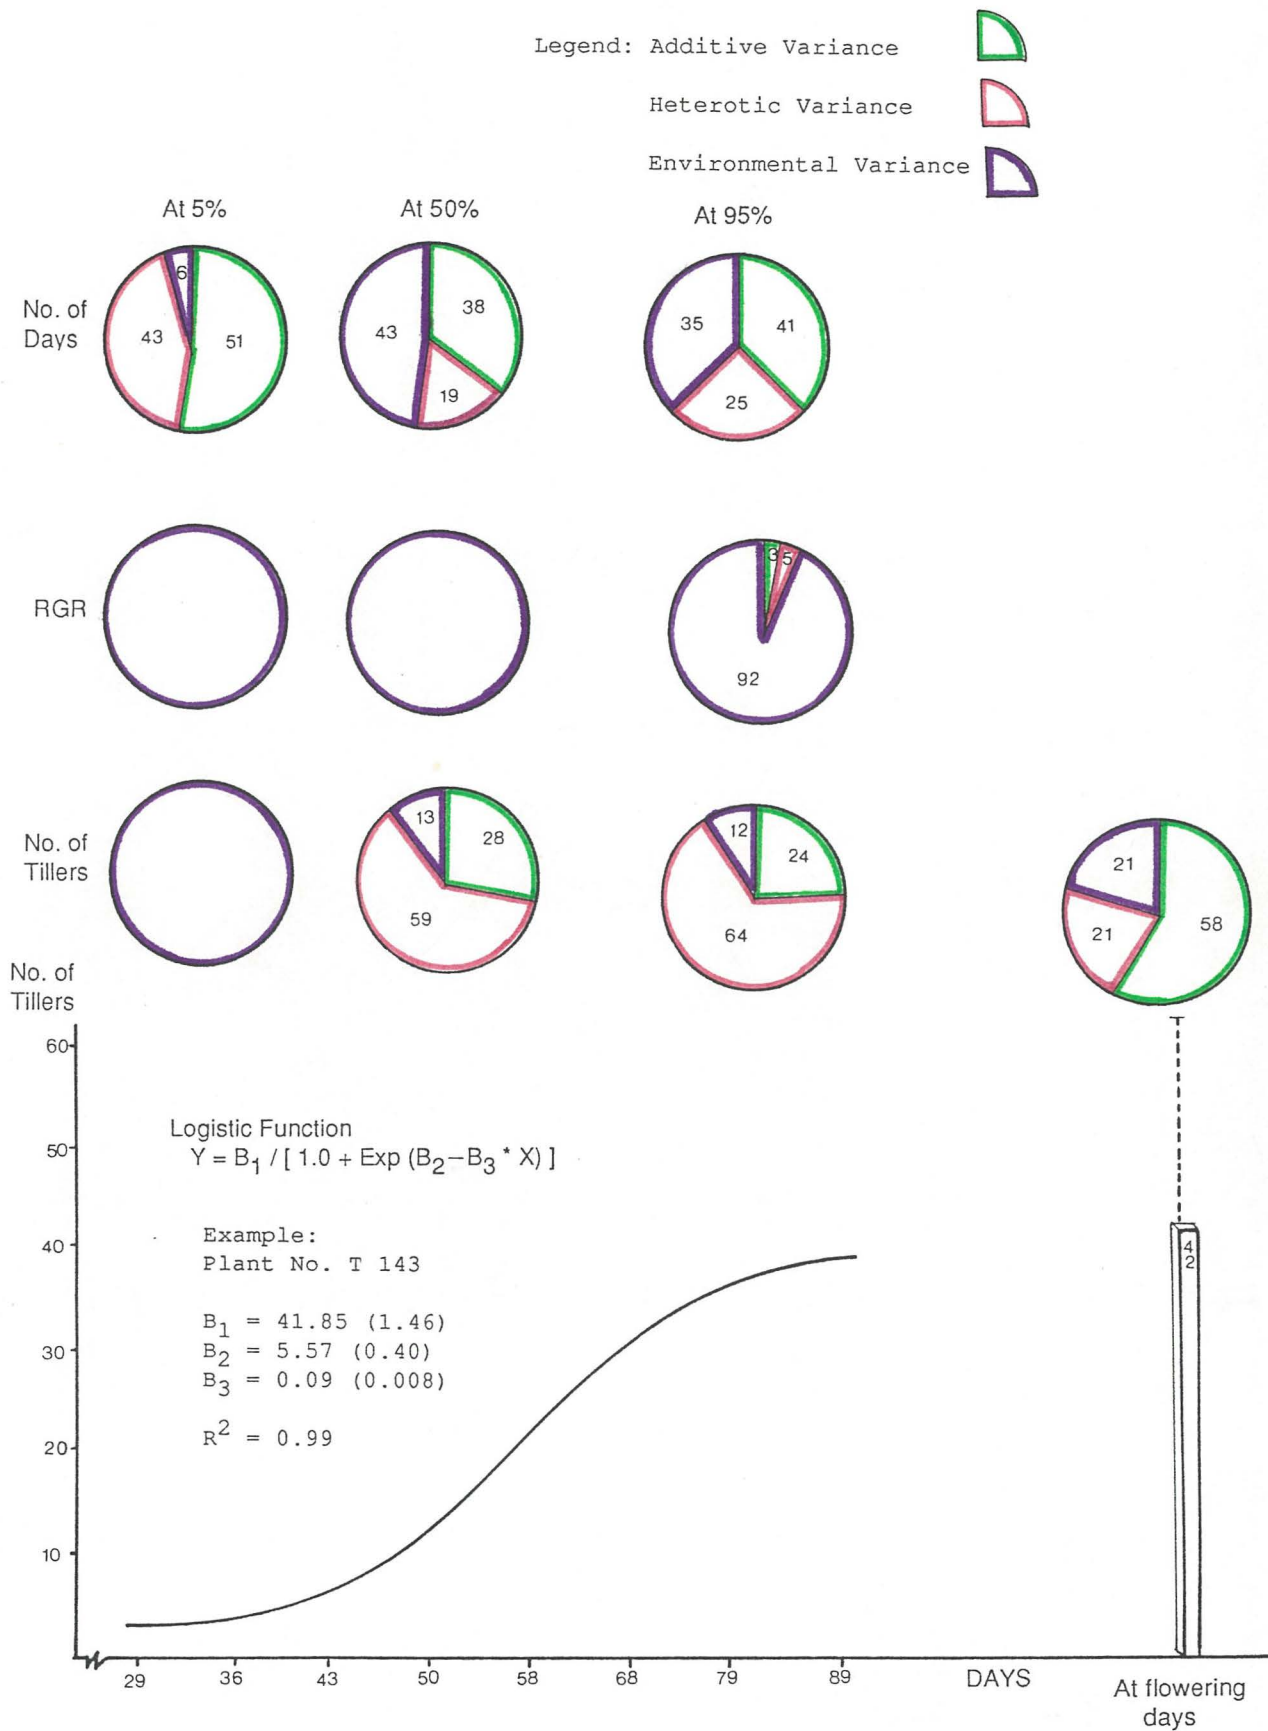 Legend: Additive Variance
Heterotic Variance
Environmental Variance
At 5%
At 50%
At 95%
No. of
Days
6
43
51
38
43
19
35
41
25
RGR
3
5
92
No. of
Tillers
13
28
59
12
24
64
21
21
58
No. of
Tillers
60
50
40
30
20
10
Logistic Function
Y = B1 / [ 1.0 + Exp (B2–B3 * X) ]
Example:
Plant No. T 143
B1 = 41.85 (1.46)
B2 = 5.57 (0.40)
B3 = 0.09 (0.008)
R2 = 0.99
42
29 36 43 50 58 68 79 89 DAYS
At flowering
days